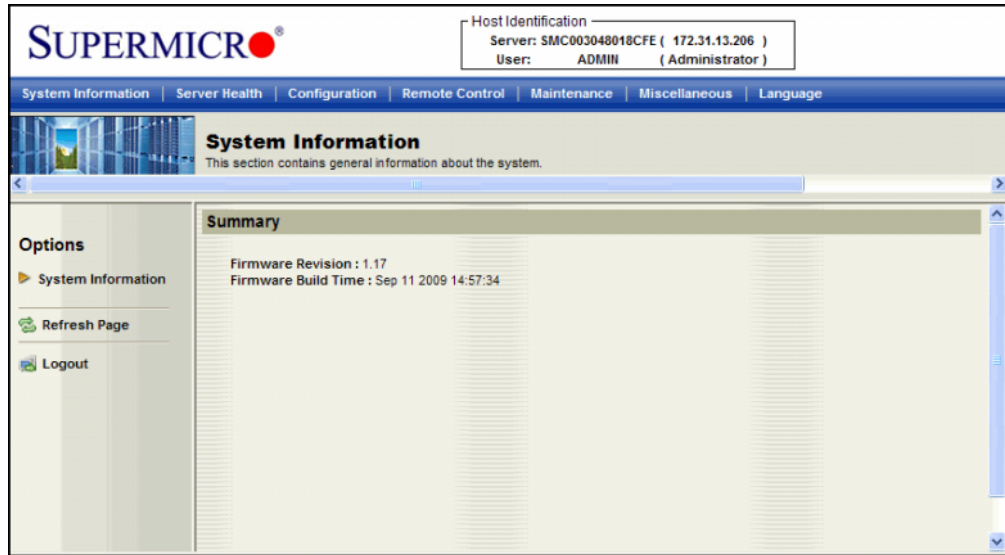 SUPERMICRO®
Host Identification
Server: SMC003048018CFE ( 172.31.13.206 )
User: ADMIN ( Administrator )
System Information | Server Health | Configuration | Remote Control | Maintenance | Miscellaneous | Language
System Information
This section contains general information about the system.
Options
System Information
Refresh Page
Logout
Summary
Firmware Revision : 1.17
Firmware Build Time : Sep 11 2009 14:57:34